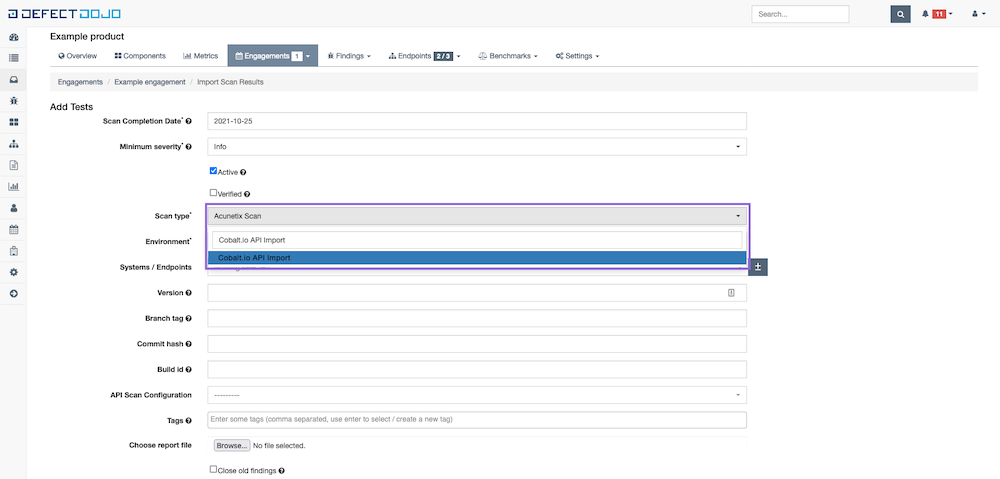 DEFECTDOJO
Search...
11
Example product
Overview
Components
Metrics
Engagements 1
Findings
Endpoints 2 / 3
Benchmarks
Settings
Engagements / Example engagement / Import Scan Results
Add Tests
Scan Completion Date* 2021-10-25
Minimum severity* Info
Active
Verified
Scan type* Acunetix Scan
Environment* Cobalt.io API Import
Cobalt.io API Import
Systems / Endpoints
Version
Branch tag
Commit hash
Build id
API Scan Configuration ---------
Tags Enter some tags (comma separated, use enter to select / create a new tag)
Choose report file Browse... No file selected.
Close old findings